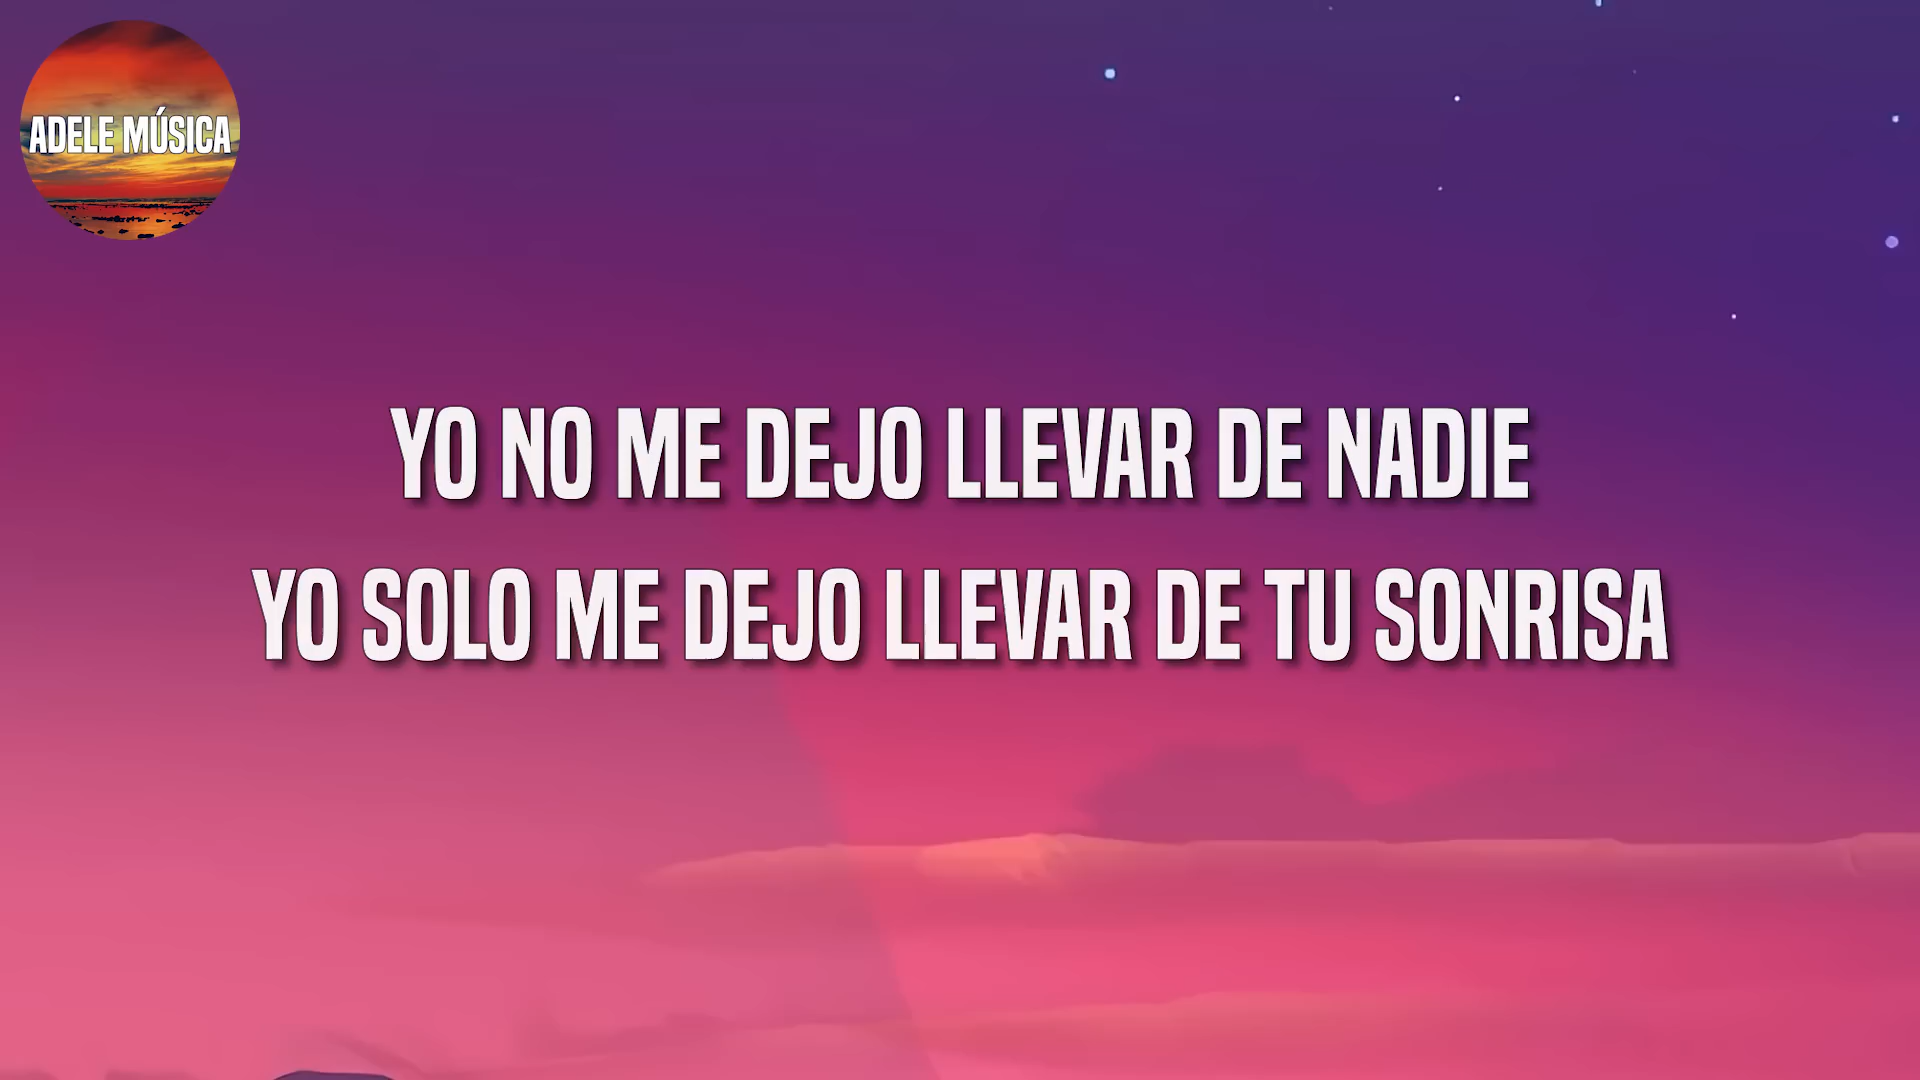 ADELE MÚSICA
YO NO ME DEJO LLEVAR DE NADIE
YO SOLO ME DEJO LLEVAR DE TU SONRISA